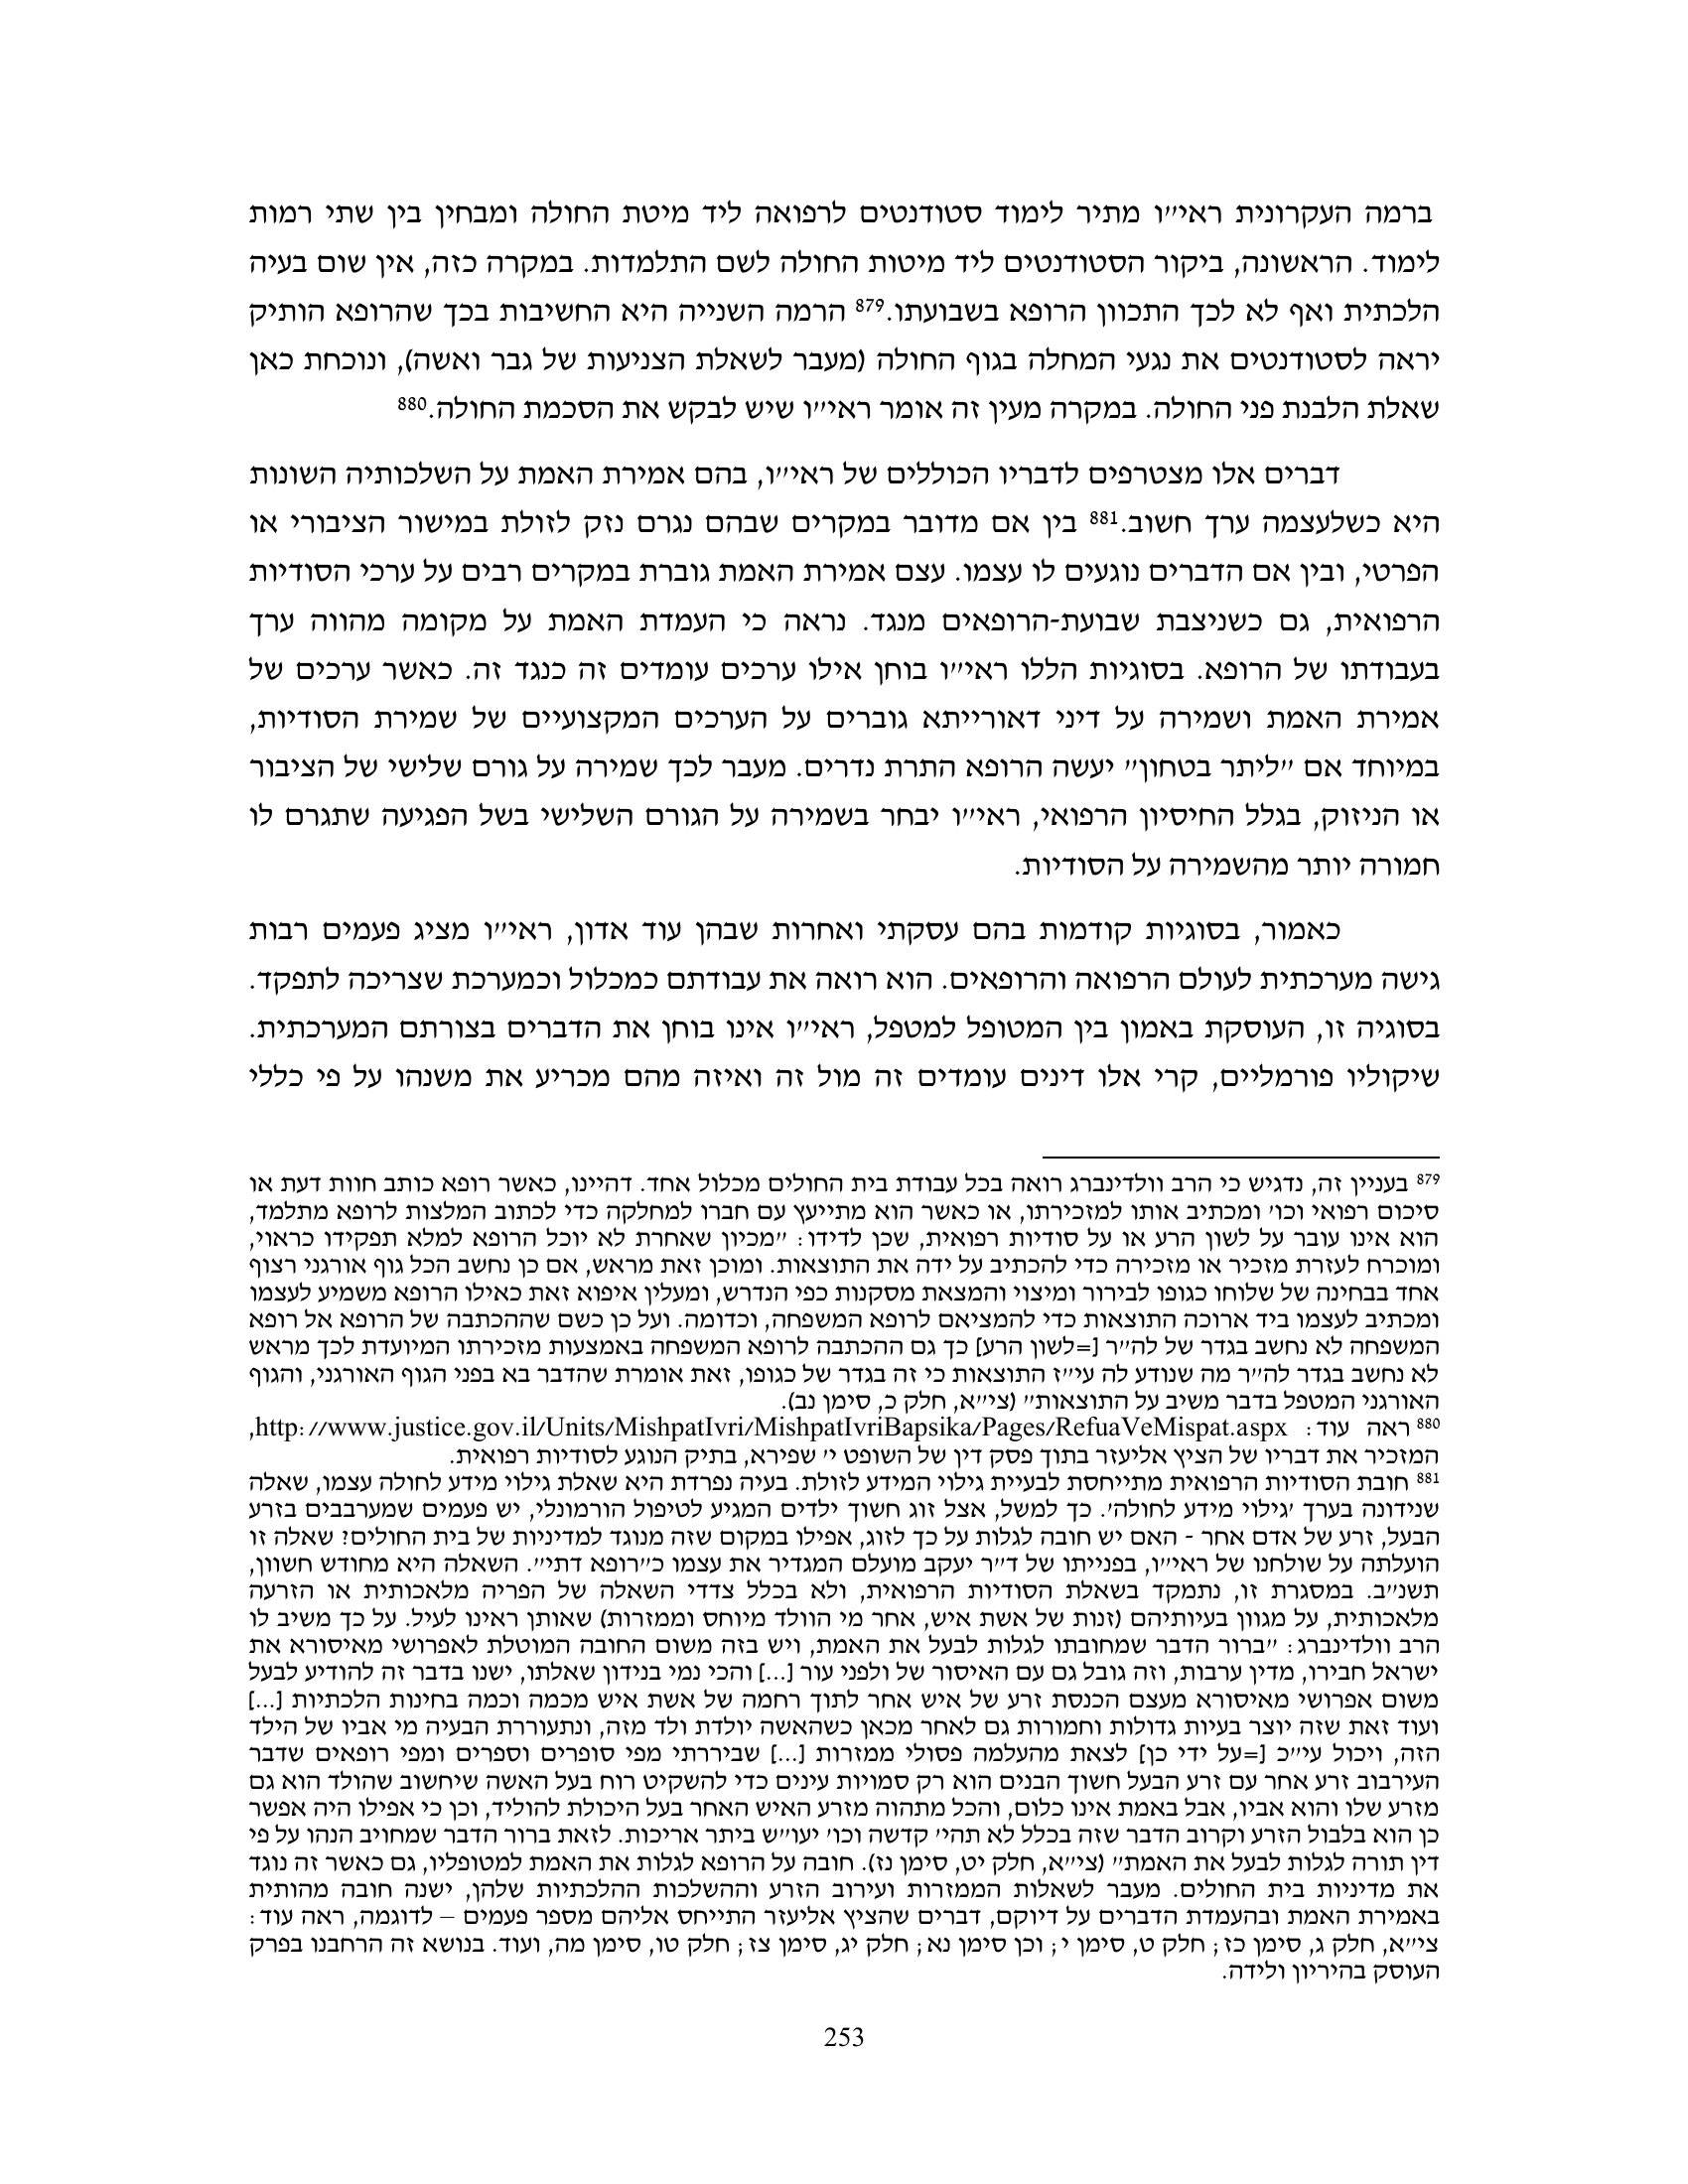 ברמה העקרונית ראי״ו מתיר לימוד סטודנטים לרפואה ליד מיטת החולה ומבחין בין שתי רמות
לימוד. הראשונה, ביקור הסטודנטים ליד מיטות החולה לשם התלמדות. במקרה כזה, אין שום בעיה
הלכתית ואף לא לכך התכוון הרופא בשבועתו.879 הרמה השנייה היא החשיבות בכך שהרופא הותיק
יראה לסטודנטים את נגעי המחלה בגוף החולה (מעבר לשאלת הצניעות של גבר ואשה), ונוכחת כאן
שאלת הלבנת פני החולה. במקרה מעין זה אומר ראי״ו שיש לבקש את הסכמת החולה.880
דברים אלו מצטרפים לדבריו הכוללים של ראי״ו, בהם אמירת האמת על השלכותיה השונות
היא כשלעצמה ערך חשוב.881 בין אם מדובר במקרים שבהם נגרם נזק לזולת במישור הציבורי או
הפרטי, ובין אם הדברים נוגעים לו עצמו. עצם אמירת האמת גוברת במקרים רבים על ערכי הסודיות
הרפואית, גם כשניצבת שבועת-הרופאים מנגד. נראה כי העמדת האמת על מקומה מהווה ערך
בעבודתו של הרופא. בסוגיות הללו ראי״ו בוחן אילו ערכים עומדים זה כנגד זה. כאשר ערכים של
אמירת האמת ושמירה על דיני דאורייתא גוברים על הערכים המקצועיים של שמירת הסודיות,
במיוחד אם ״ליתר בטחון״ יעשה הרופא התרת נדרים. מעבר לכך שמירה על גורם שלישי של הציבור
או הניזוק, בגלל החיסיון הרפואי, ראי״ו יבחר בשמירה על הגורם השלישי בשל הפגיעה שתגרם לו
חמורה יותר מהשמירה על הסודיות.
כאמור, בסוגיות קודמות בהם עסקתי ואחרות שבהן עוד אדון, ראי״ו מציג פעמים רבות
גישה מערכתית לעולם הרפואה והרופאים. הוא רואה את עבודתם כמכלול וכמערכת שצריכה לתפקד.
בסוגיה זו, העוסקת באמון בין המטופל למטפל, ראי״ו אינו בוחן את הדברים בצורתם המערכתית.
שיקוליו פורמליים, קרי אלו דינים עומדים זה מול זה ואיזה מהם מכריע את משנהו על פי כללי
879 בעניין זה, נדגיש כי הרב וולדינברג רואה בכל עבודת בית החולים מכלול אחד. דהיינו, כאשר רופא כותב חוות דעת או
סיכום רפואי וכו׳ ומכתיב אותו למזכירתו, או כאשר הוא מתייעץ עם חברו למחלקה כדי לכתוב המלצות לרופא מתלמד,
הוא אינו עובר על לשון הרע או על סודיות רפואית, שכן לדידו: ״מכיון שאחרת לא יוכל הרופא למלא תפקידו כראוי,
ומוכרח לעזרת מזכיר או מזכירה כדי להכתיב על ידה את התוצאות. ומוכן זאת מראש, אם כן נחשב הכל גוף אורגני רצוף
אחד בבחינה של שלוחו כגופו לבירור ומיצוי והמצאת מסקנות כפי הנדרש, ומעלין איפוא זאת כאילו הרופא משמיע לעצמו
ומכתיב לעצמו ביד ארוכה התוצאות כדי להמציאם לרופא המשפחה, וכדומה. ועל כן כשם שההכתבה של הרופא אל רופא
המשפחה לא נחשב בגדר של לה״ר [=לשון הרע] כך גם ההכתבה לרופא המשפחה באמצעות מזכירתו המיועדת לכך מראש
לא נחשב בגדר לה״ר מה שנודע לה עי״ז התוצאות כי זה בגדר של כגופו, זאת אומרת שהדבר בא בפני הגוף האורגני, והגוף
האורגני המטפל בדבר משיב על התוצאות״ (צי״א, חלק כ, סימן נב).
880 ראה עוד: http://www.justice.gov.il/Units/MishpatIvri/MishpatIvriBapsika/Pages/RefuaVeMispat.aspx,
המזכיר את דבריו של הציץ אליעזר בתוך פסק דין של השופט י׳ שפירא, בתיק הנוגע לסודיות רפואית.
881 חובת הסודיות הרפואית מתייחסת לבעיית גילוי המידע לזולת. בעיה נפרדת היא שאלת גילוי מידע לחולה עצמו, שאלה
שנידונה בערך ׳גילוי מידע לחולה׳. כך למשל, אצל זוג חשוך ילדים המגיע לטיפול הורמונלי, יש פעמים שמערבבים בזרע
הבעל, זרע של אדם אחר - האם יש חובה לגלות על כך לזוג, אפילו במקום שזה מנוגד למדיניות של בית החולים? שאלה זו
הועלתה על שולחנו של ראי״ו, בפנייתו של ד״ר יעקב מועלם המגדיר את עצמו כ״רופא דתי״. השאלה היא מחודש חשוון,
תשנ״ב. במסגרת זו, נתמקד בשאלת הסודיות הרפואית, ולא בכלל צדדי השאלה של הפריה מלאכותית או הזרעה
מלאכותית, על מגוון בעיותיהם (זנות של אשת איש, אחר מי הוולד מיוחס וממזרות) שאותן ראינו לעיל. על כך משיב לו
הרב וולדינברג: ״ברור הדבר שמחובתו לגלות לבעל את האמת, ויש בזה משום החובה המוטלת לאפרושי מאיסורא את
ישראל חבירו, מדין ערבות, וזה גובל גם עם האיסור של ולפני עור [...] והכי נמי בנידון שאלתו, ישנו בדבר זה להודיע לבעל
משום אפרושי מאיסורא מעצם הכנסת זרע של איש אחר לתוך רחמה של אשת איש מכמה וכמה בחינות הלכתיות [...]
ועוד זאת שזה יוצר בעיות גדולות וחמורות גם לאחר מכאן כשהאשה יולדת ולד מזה, ונתעוררת הבעיה מי אביו של הילד
הזה, ויכול עי״כ [=על ידי כן] לצאת מהעלמה פסולי ממזרות [...] שביררתי מפי סופרים וספרים ומפי רופאים שדבר
העירבוב זרע אחר עם זרע הבעל חשוך הבנים הוא רק סמויות עינים כדי להשקיט רוח בעל האשה שיחשוב שהולד הוא גם
מזרע שלו והוא אביו, אבל באמת אינו כלום, והכל מתהוה מזרע האיש האחר בעל היכולת להוליד, וכן כי אפילו היה אפשר
כן הוא בלבול הזרע וקרוב הדבר שזה בכלל לא תהי׳ קדשה וכו׳ יעו״ש ביתר אריכות. לזאת ברור הדבר שמחויב הנהו על פי
דין תורה לגלות לבעל את האמת״ (צי״א, חלק יט, סימן נז). חובה על הרופא לגלות את האמת למטופליו, גם כאשר זה נוגד
את מדיניות בית החולים. מעבר לשאלות הממזרות ועירוב הזרע וההשלכות ההלכתיות שלהן, ישנה חובה מהותית
באמירת האמת ובהעמדת הדברים על דיוקם, דברים שהציץ אליעזר התייחס אליהם מספר פעמים – לדוגמה, ראה עוד:
צי״א, חלק ג, סימן כז; חלק ט, סימן י; וכן סימן נא; חלק יג, סימן צז; חלק טו, סימן מה, ועוד. בנושא זה הרחבנו בפרק
העוסק בהיריון ולידה.
253